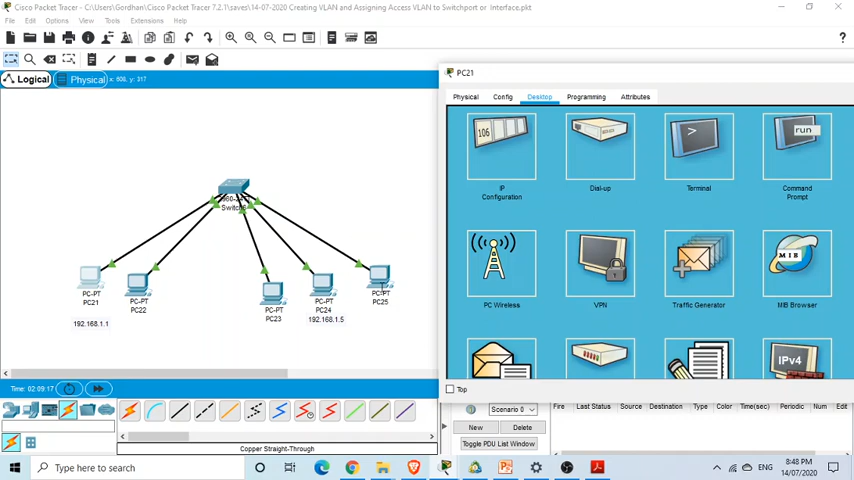 Cisco Packet Tracer - C:\Users\Gordhan\Cisco Packet Tracer 7.2.1\saves\14-07-2020 Creating VLAN and Assigning Access VLAN to Switchport or Interface.pkt
File Edit Options View Tools Extensions Help
?
Logical Physical x: 608, y: 317
PC21
Physical Config Desktop Programming Attributes
106
run
IP Configuration
Dial-up
Terminal
Command Prompt
MIB
PC Wireless
VPN
Traffic Generator
MIB Browser
IPv4
Top
PC-PT
PC21
192.168.1.1
PC-PT
PC22
PC-PT
PC23
PC-PT
PC24
192.168.1.5
PC-PT
PC25
Time: 02:09:17
Scenario 0
New Delete
Toggle PDU List Window
Fire Last Status Source Destination Type Color Time(sec) Periodic Num Edit
Copper Straight-Through
Type here to search
ENG
8:48 PM
14/07/2020